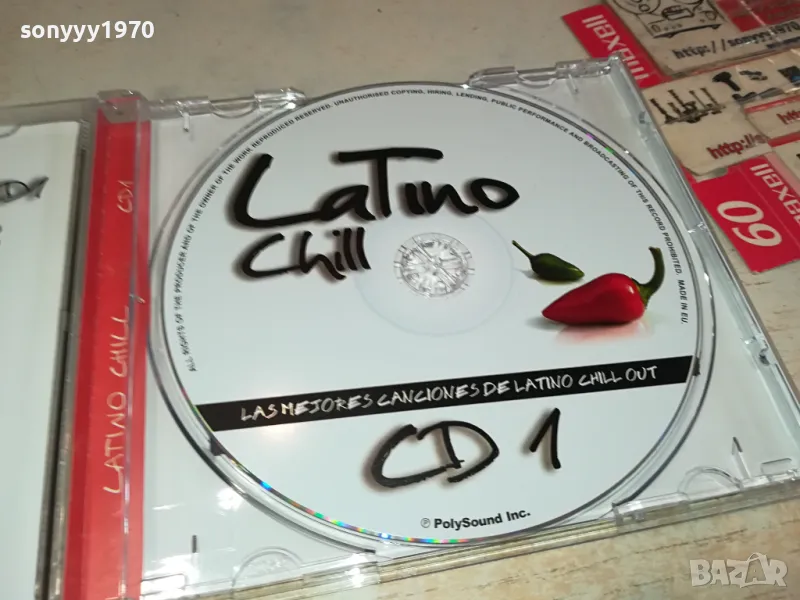 sonyyy1970
ALL RIGHTS OF THE PRODUCER AND OF THE OWNER OF THE WORK REPRODUCED RESERVED. UNAUTHORISED COPYING, HIRING, LENDING, PUBLIC PERFORMANCE AND BROADCASTING OF THIS RECORD PROHIBITED. MADE IN EU.
LaTino
Chill
LAS MEJORES CANCIONES DE LATINO CHILL OUT
CD 1
℗ PolySound Inc.
LATINO CHILL
CD1
maxell
http://
http://
http
maxell
60
BAZAR